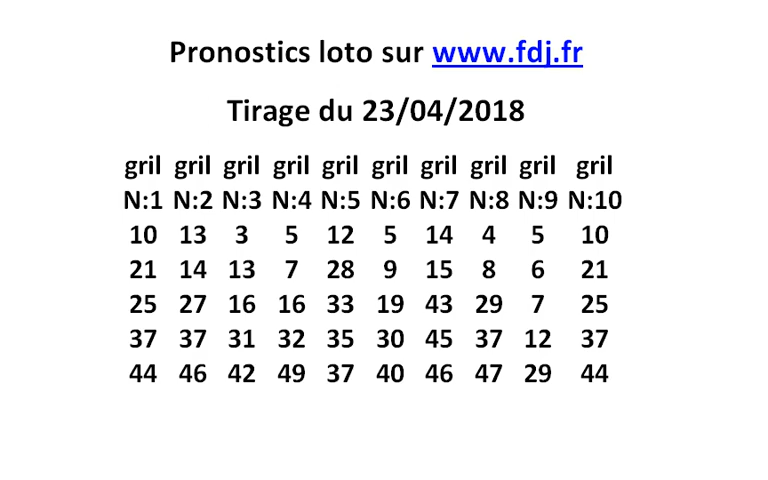 Pronostics loto sur www.fdj.fr
Tirage du 23/04/2018
gril gril gril gril gril gril gril gril gril gril
N:1 N:2 N:3 N:4 N:5 N:6 N:7 N:8 N:9 N:10
10 13 3 5 12 5 14 4 5 10
21 14 13 7 28 9 15 8 6 21
25 27 16 16 33 19 43 29 7 25
37 37 31 32 35 30 45 37 12 37
44 46 42 49 37 40 46 47 29 44